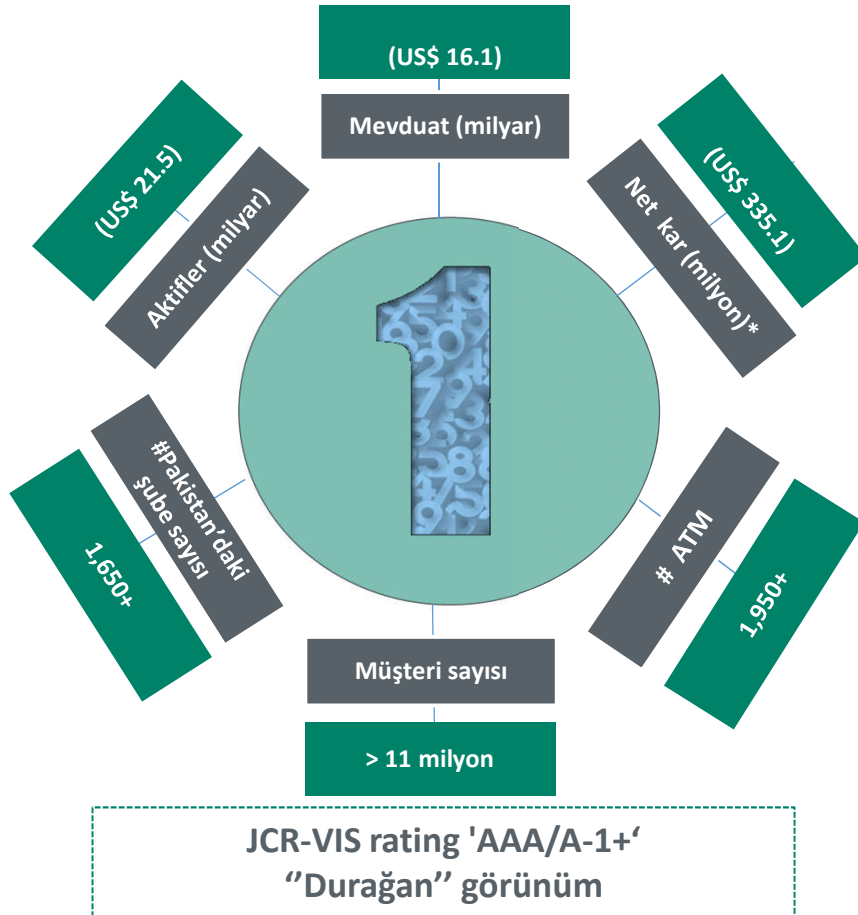 (US$ 16.1)
Mevduat (milyar)
(US$ 21.5)
Aktifler (milyar)
(US$ 335.1)
Net kar (milyon)*
1
#Pakistan’daki
şube sayısı
1,650+
# ATM
1,950+
Müşteri sayısı
> 11 milyon
JCR-VIS rating 'AAA/A-1+‘
‘’Durağan’’ görünüm